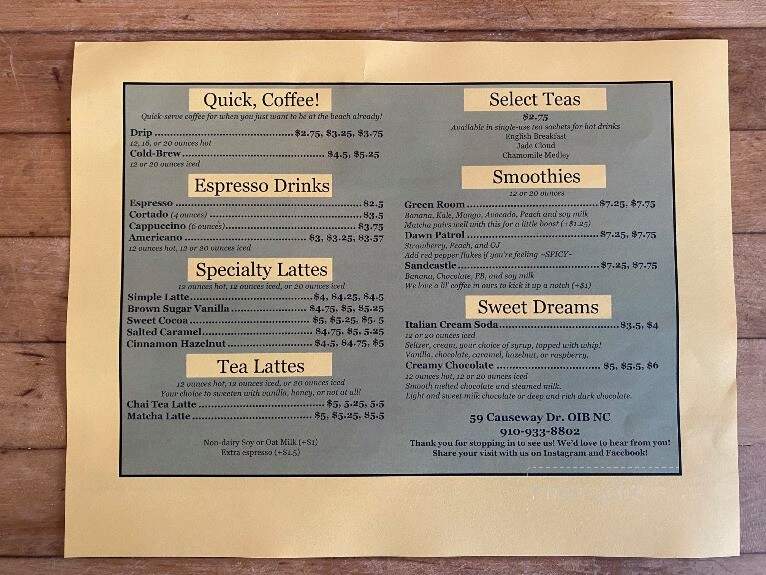 Quick, Coffee!
Quick-serve coffee for when you just want to be at the beach already!
Drip ........................................ $2.75, $3.25, $3.75
12, 16, or 20 ounces hot
Cold-Brew........................................ $4.5, $5.25
12 or 20 ounces iced
Espresso Drinks
Espresso ........................................ $2.5
Cortado (4 ounces) ........................................ $3.5
Cappuccino (6 ounces)........................................ $3.75
Americano ........................................ $3, $3.25, $3.57
12 ounces hot, 12 or 20 ounces iced
Specialty Lattes
12 ounces hot, 12 ounces iced, or 20 ounces iced
Simple Latte........................................ $4, $4.25, $4.5
Brown Sugar Vanilla ........................................ $4.75, $5, $5.25
Sweet Cocoa ........................................ $5, $5.25, $5.5
Salted Caramel........................................ $4.75, $5, 5.25
Cinnamon Hazelnut ........................................ $4.5, $4.75, $5
Tea Lattes
12 ounces hot, 12 ounces iced, or 20 ounces iced
Your choice to sweeten with vanilla, honey, or not at all!
Chai Tea Latte ........................................ $5, 5.25, 5.5
Matcha Latte ........................................ $5, $5.25, $5.5
Non-dairy Soy or Oat Milk (+$1)
Extra espresso (+$1.5)
Select Teas
$2.75
Available in single-use tea sachets for hot drinks
English Breakfast
Jade Cloud
Chamomile Medley
Smoothies
12 or 20 ounces
Green Room ........................................ $7.25, $7.75
Banana, Kale, Mango, Avocado, Peach and soy milk
Matcha pairs well with this for a little boost (+$1.25)
Dawn Patrol ........................................ $7.25, $7.75
Strawberry, Peach, and OJ
Add red pepper flakes if you're feeling ~SPICY~
Sandcastle ........................................ $7.25, $7.75
Banana, Chocolate, PB, and soy milk
We love a lil' coffee in ours to kick it up a notch (+$1)
Sweet Dreams
Italian Cream Soda ........................................ $3.5, $4
12 or 20 ounces iced
Seltzer, cream, your choice of syrup, topped with whip!
Vanilla, chocolate, caramel, hazelnut, or raspberry.
Creamy Chocolate ........................................ $5, $5.5, $6
12 ounces hot, 12 or 20 ounces iced
Smooth melted chocolate and steamed milk.
Light and sweet milk chocolate or deep and rich dark chocolate.
59 Causeway Dr. OIB NC
910-933-8802
Thank you for stopping in to see us! We'd love to hear from you!
Share your visit with us on Instagram and Facebook!